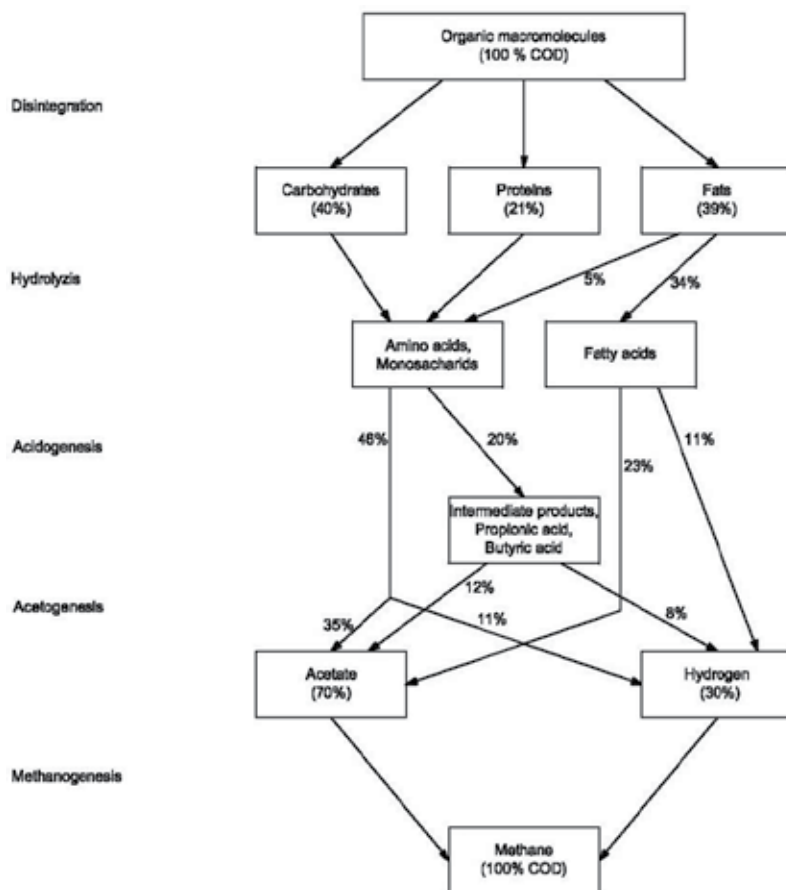 Organic macromolecules
(100 % COD)
Disintegration
Carbohydrates
(40%)
Proteins
(21%)
Fats
(39%)
Hydrolyzis
5%
34%
Amino acids,
Monosacharids
Fatty acids
Acidogenesis
46%
20%
23%
11%
Intermediate products,
Propionic acid,
Butyric acid
Acetogenesis
12%
35%
11%
8%
Acetate
(70%)
Hydrogen
(30%)
Methanogenesis
Methane
(100% COD)